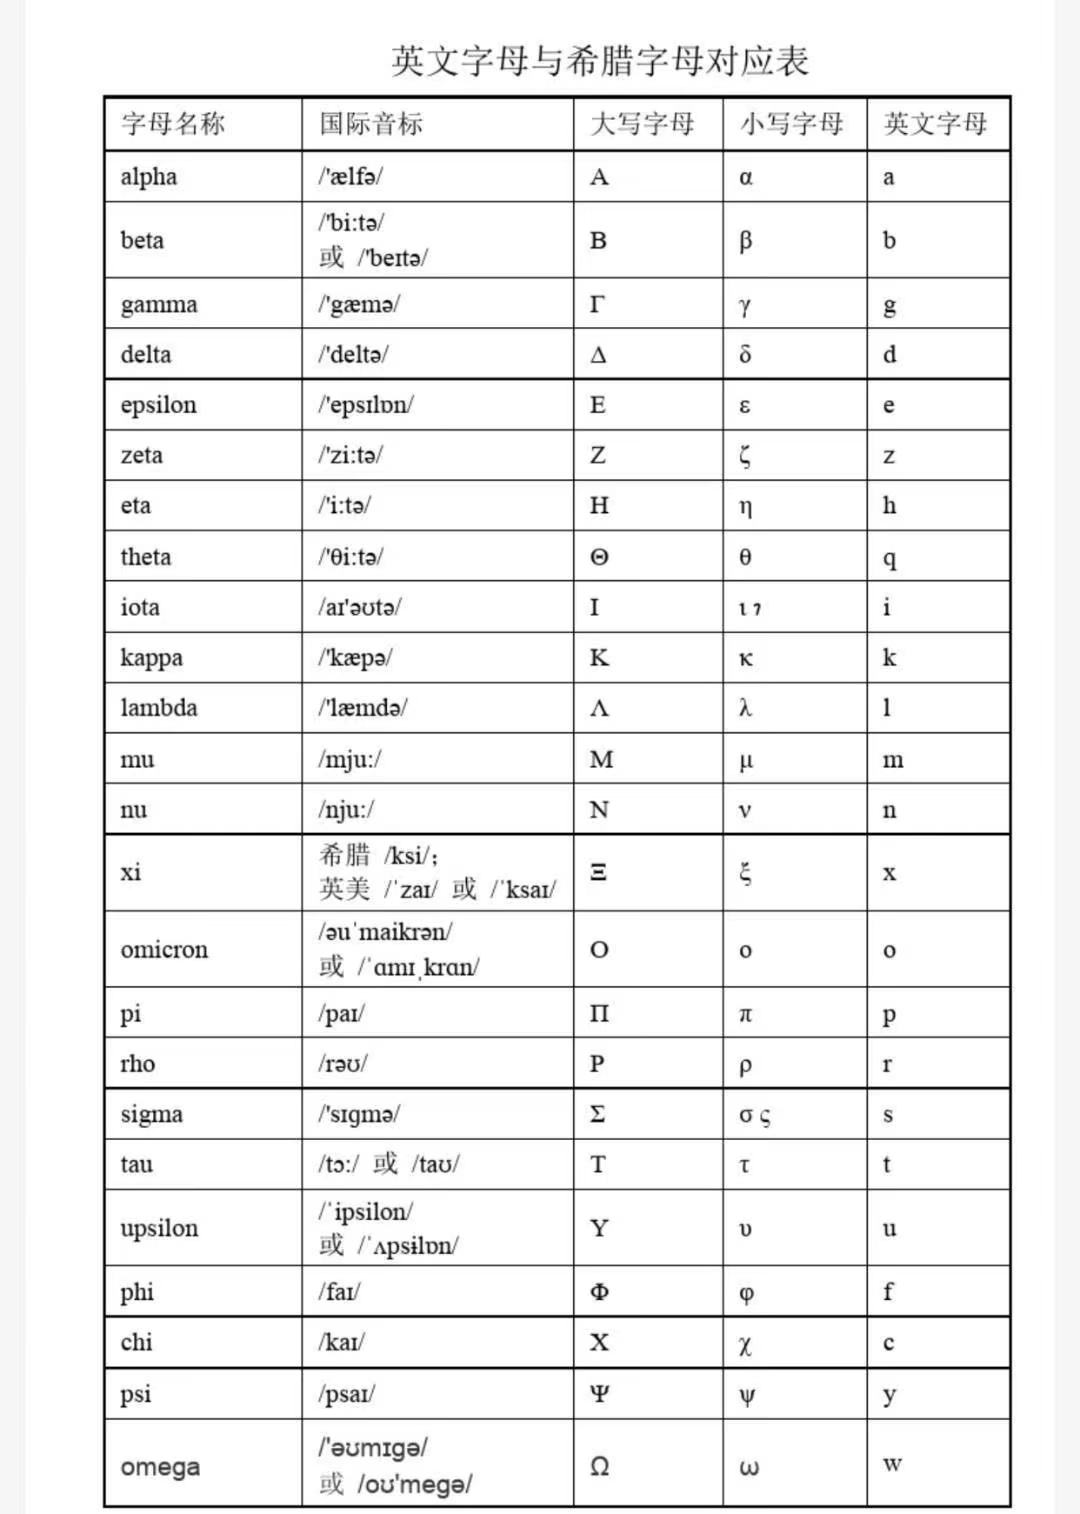 英文字母与希腊字母对应表
字母名称 国际音标 大写字母 小写字母 英文字母
alpha /'ælfə/ Α α a
beta /'bi:tə/ 或 /'beɪtə/ Β β b
gamma /'gæmə/ Γ γ g
delta /'deltə/ Δ δ d
epsilon /'epsɪlɒn/ Ε ε e
zeta /'zi:tə/ Ζ ζ z
eta /'i:tə/ Η η h
theta /'θi:tə/ Θ θ q
iota /ar'əʊtə/ Ι ι ℩ i
kappa /'kæpə/ Κ κ k
lambda /'læmdə/ Λ λ l
mu /mju:/ Μ μ m
nu /nju:/ Ν ν n
xi 希腊 /ksi/; 英美 /ˈzaɪ/ 或 /ˈksaɪ/ Ξ ξ x
omicron /əuˈmaikrən/ 或 /ˈɑmɪˌkrɑn/ Ο ο o
pi /paɪ/ Π π p
rho /rəʊ/ Ρ ρ r
sigma /'sɪɡmə/ Σ σ ς s
tau /tɔ:/ 或 /taʊ/ Τ τ t
upsilon /ˈipsilon/ 或 /ˈʌpsɨlɒn/ Υ υ u
phi /faɪ/ Φ φ f
chi /kaɪ/ Χ χ c
psi /psaɪ/ Ψ ψ y
omega /'əʊmɪgə/ 或 /oʊ'megə/ Ω ω w